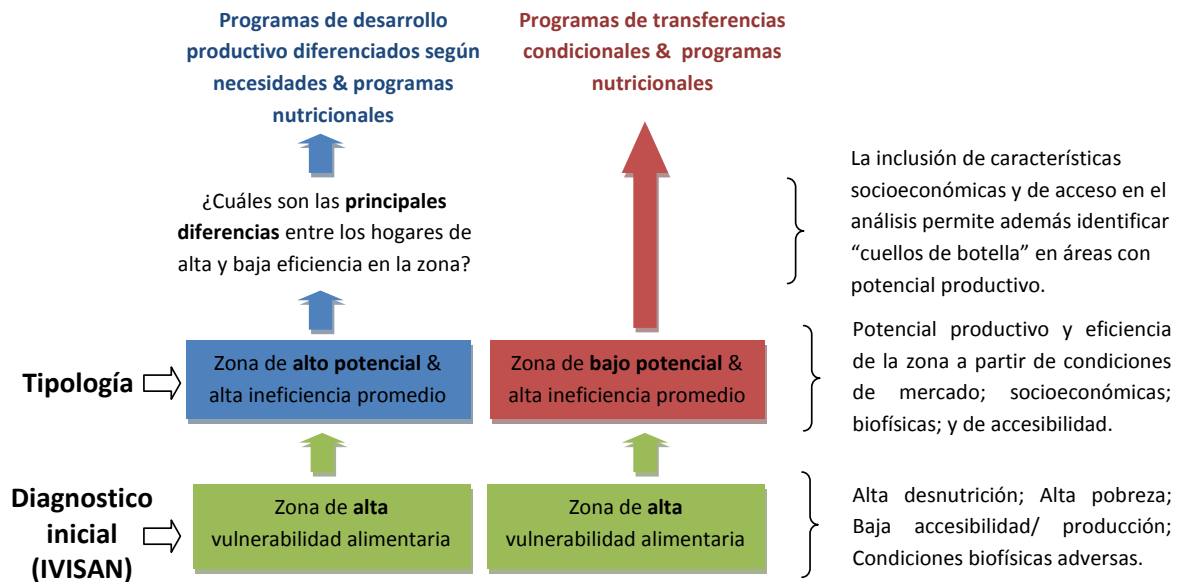 Programas de desarrollo
productivo diferenciados según
necesidades & programas
nutricionales
Programas de transferencias
condicionales & programas
nutricionales
¿Cuáles son las principales
diferencias entre los hogares de
alta y baja eficiencia en la zona?
La inclusión de características
socioeconómicas y de acceso en el
análisis permite además identificar
“cuellos de botella” en áreas con
potencial productivo.
Tipología
Zona de alto potencial &
alta ineficiencia promedio
Zona de bajo potencial &
alta ineficiencia promedio
Potencial productivo y eficiencia
de la zona a partir de condiciones
de mercado; socioeconómicas;
biofísicas; y de accesibilidad.
Diagnostico
inicial
(IVISAN)
Zona de alta
vulnerabilidad alimentaria
Zona de alta
vulnerabilidad alimentaria
Alta desnutrición; Alta pobreza;
Baja accesibilidad/ producción;
Condiciones biofísicas adversas.